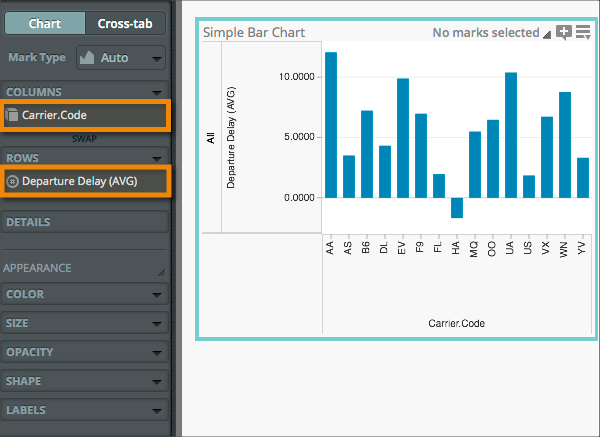 Chart Cross-tab
Mark Type Auto
COLUMNS
Carrier.Code
SWAP
ROWS
Departure Delay (AVG)
DETAILS
APPEARANCE
COLOR
SIZE
OPACITY
SHAPE
LABELS
Simple Bar Chart No marks selected
All
Departure Delay (AVG)
10.0000
5.0000
0.0000
AA AS B6 DL EV F9 FL HA MQ OO UA US VX WN YV
Carrier.Code